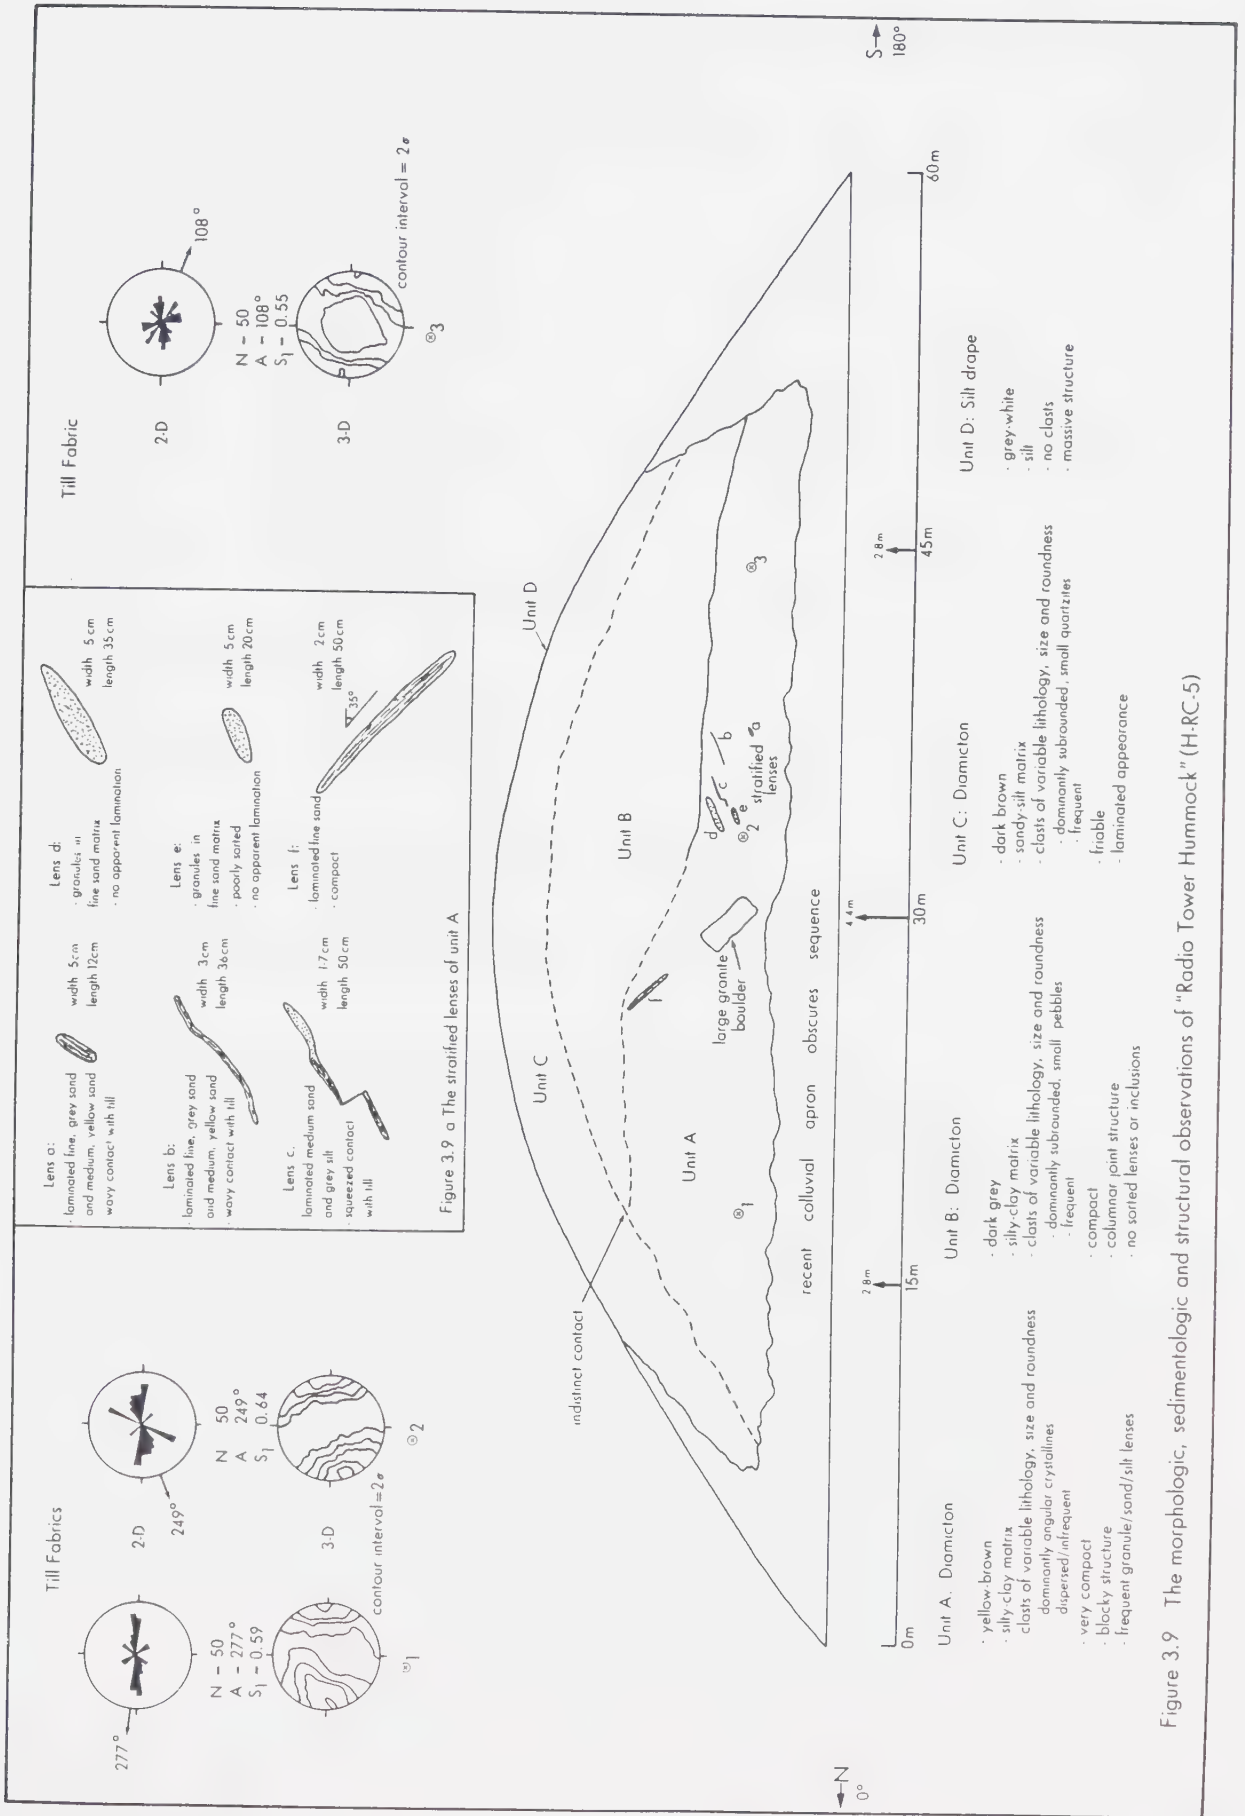 Till Fabrics
2-D
277°
249°
N - 50
A - 277°
S1 - 0.59
N 50
A 249°
S1 0.64
3-D
contour interval = 2σ
⊗1
⊗2
Lens a:
· laminated fine, grey sand
and medium, yellow sand
wavy contact with till
width 5cm
length 12cm
Lens b:
· laminated fine, grey sand
and medium, yellow sand
· wavy contact with till
width 3cm
length 36cm
Lens c.
laminated medium sand
and grey silt
· squeezed contact
with till
width 1-7cm
length 50cm
Lens d:
· granules in
fine sand matrix
· no apparent lamination
width 5 cm
length 35cm
Lens e:
· granules in
fine sand matrix
· poorly sorted
· no apparent lamination
width 5 cm
length 20cm
Lens f:
· laminated fine sand
· compact
width 2cm
length 50cm
35°
Figure 3.9 a The stratified lenses of unit A
Till Fabric
2-D
108°
N - 50
A - 108°
S1 - 0.55
3-D
contour interval = 2σ
⊗3
indistinct contact
Unit C
Unit D
Unit B
Unit A
f
d
c
b
e
a
⊗1
⊗2
⊗3
large granite
boulder
stratified
lenses
recent colluvial apron obscures sequence
N
0°
S
180°
2.8m
4.4m
2.8m
0m
15m
30m
45m
60m
Unit A. Diamicton
· yellow-brown
· silty-clay matrix
clasts of variable lithology, size and roundness
dominantly angular crystallines
dispersed/infrequent
· very compact
· blocky structure
· frequent granule/sand/silt lenses
Unit B: Diamicton
· dark grey
· silty-clay matrix
· clasts of variable lithology, size and roundness
· dominantly subrounded, small pebbles
· frequent
· compact
· columnar joint structure
· no sorted lenses or inclusions
Unit C: Diamicton
· dark brown
· sandy-silt matrix
· clasts of variable lithology, size and roundness
· dominantly subrounded, small quartzites
· frequent
· friable
· laminated appearance
Unit D: Silt drape
· grey-white
· silt
· no clasts
· massive structure
Figure 3.9 The morphologic, sedimentologic and structural observations of "Radio Tower Hummock" (H-RC-5)